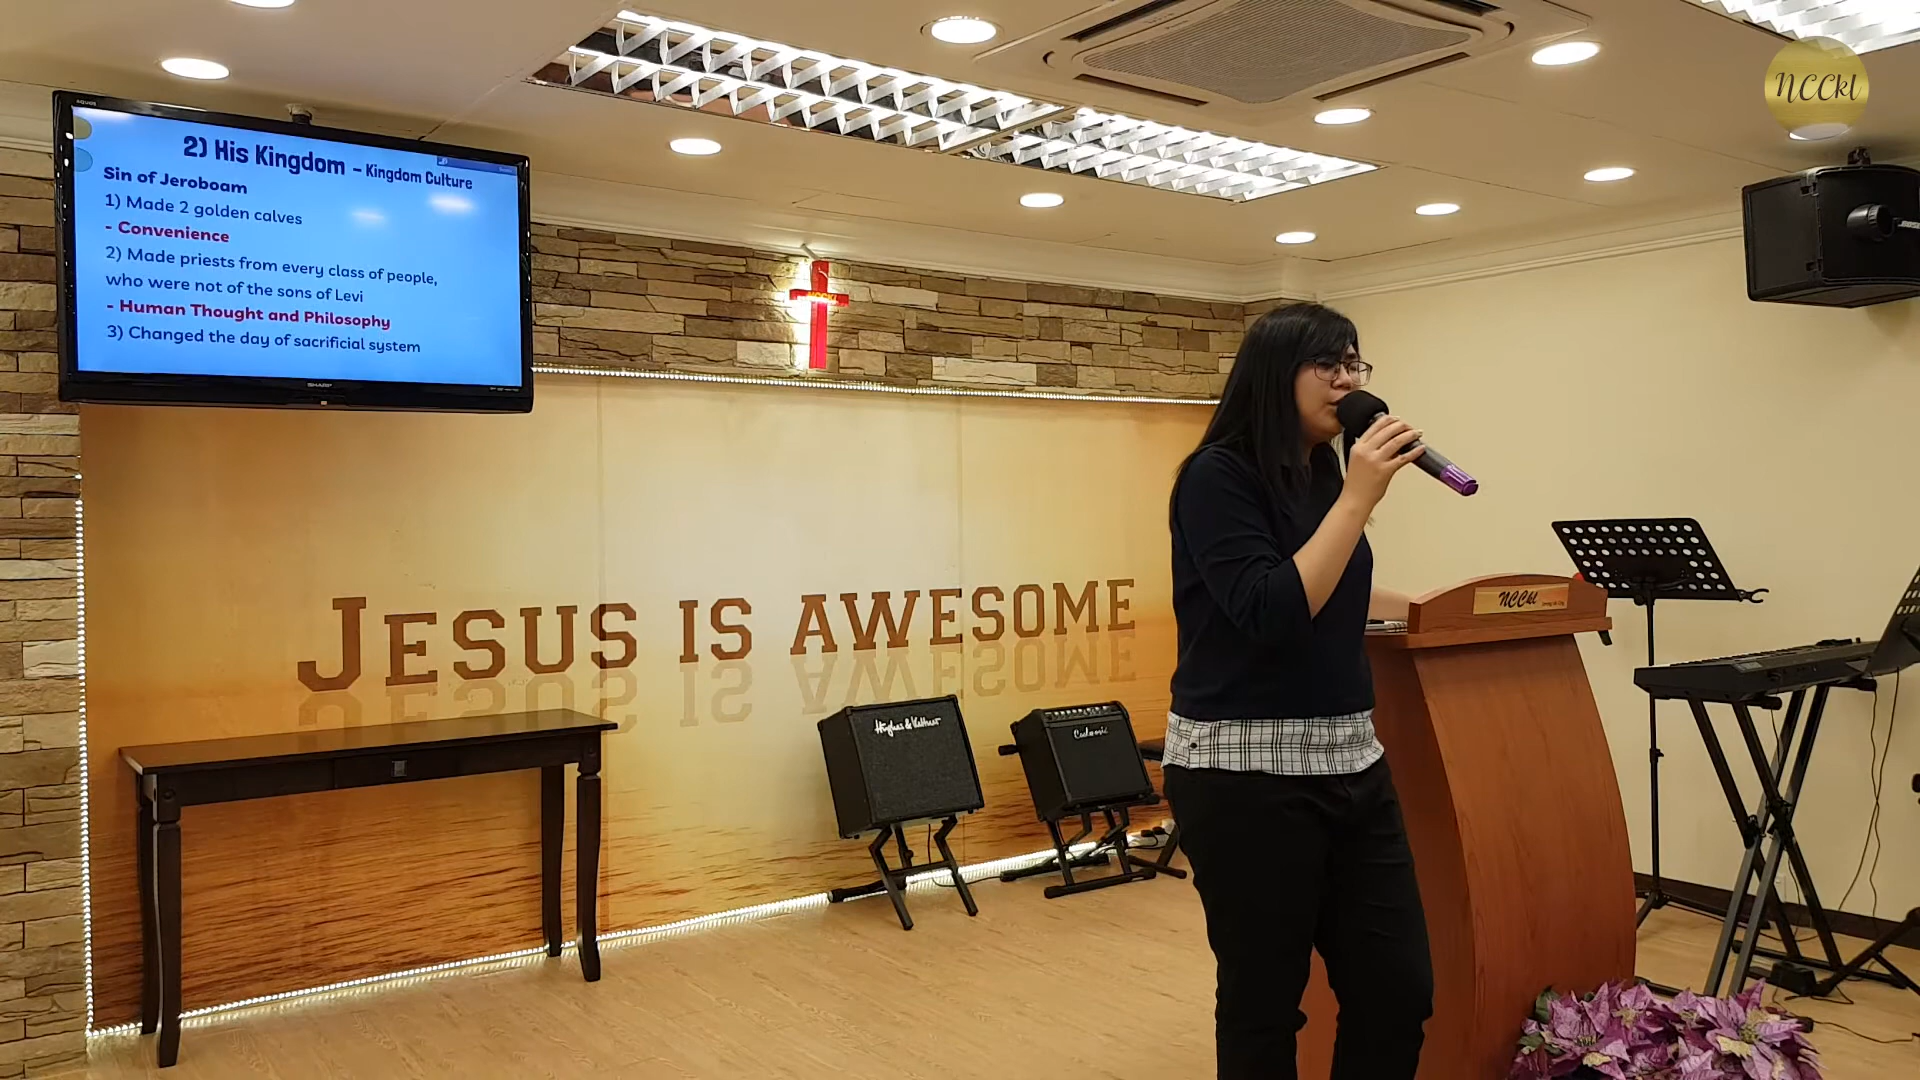 AQUOS
2) His Kingdom – Kingdom Culture
Sin of Jeroboam
1) Made 2 golden calves
- Convenience
2) Made priests from every class of people,
who were not of the sons of Levi
- Human Thought and Philosophy
3) Changed the day of sacrificial system
SHARP
NCCkl
NCCKL
JESUS IS AWESOME
Hughes & Kettner
NCCkl